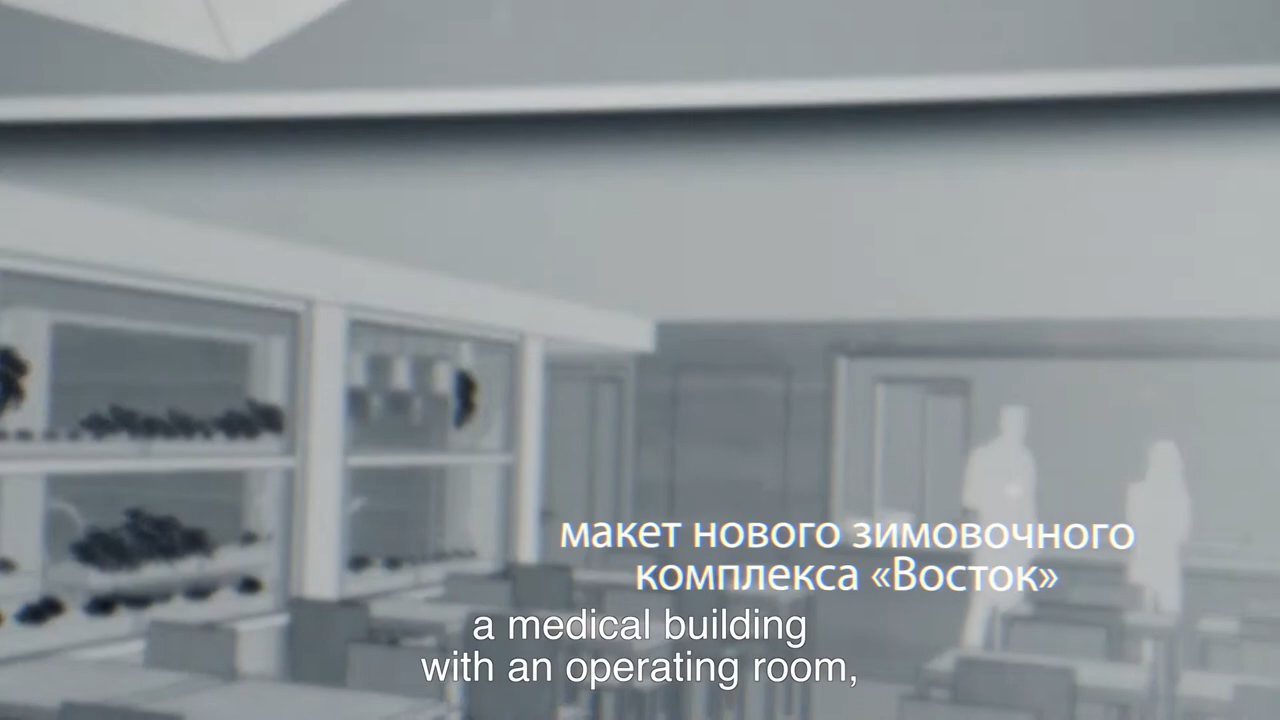 макет нового зимовочного
комплекса «Восток»
a medical building
with an operating room,